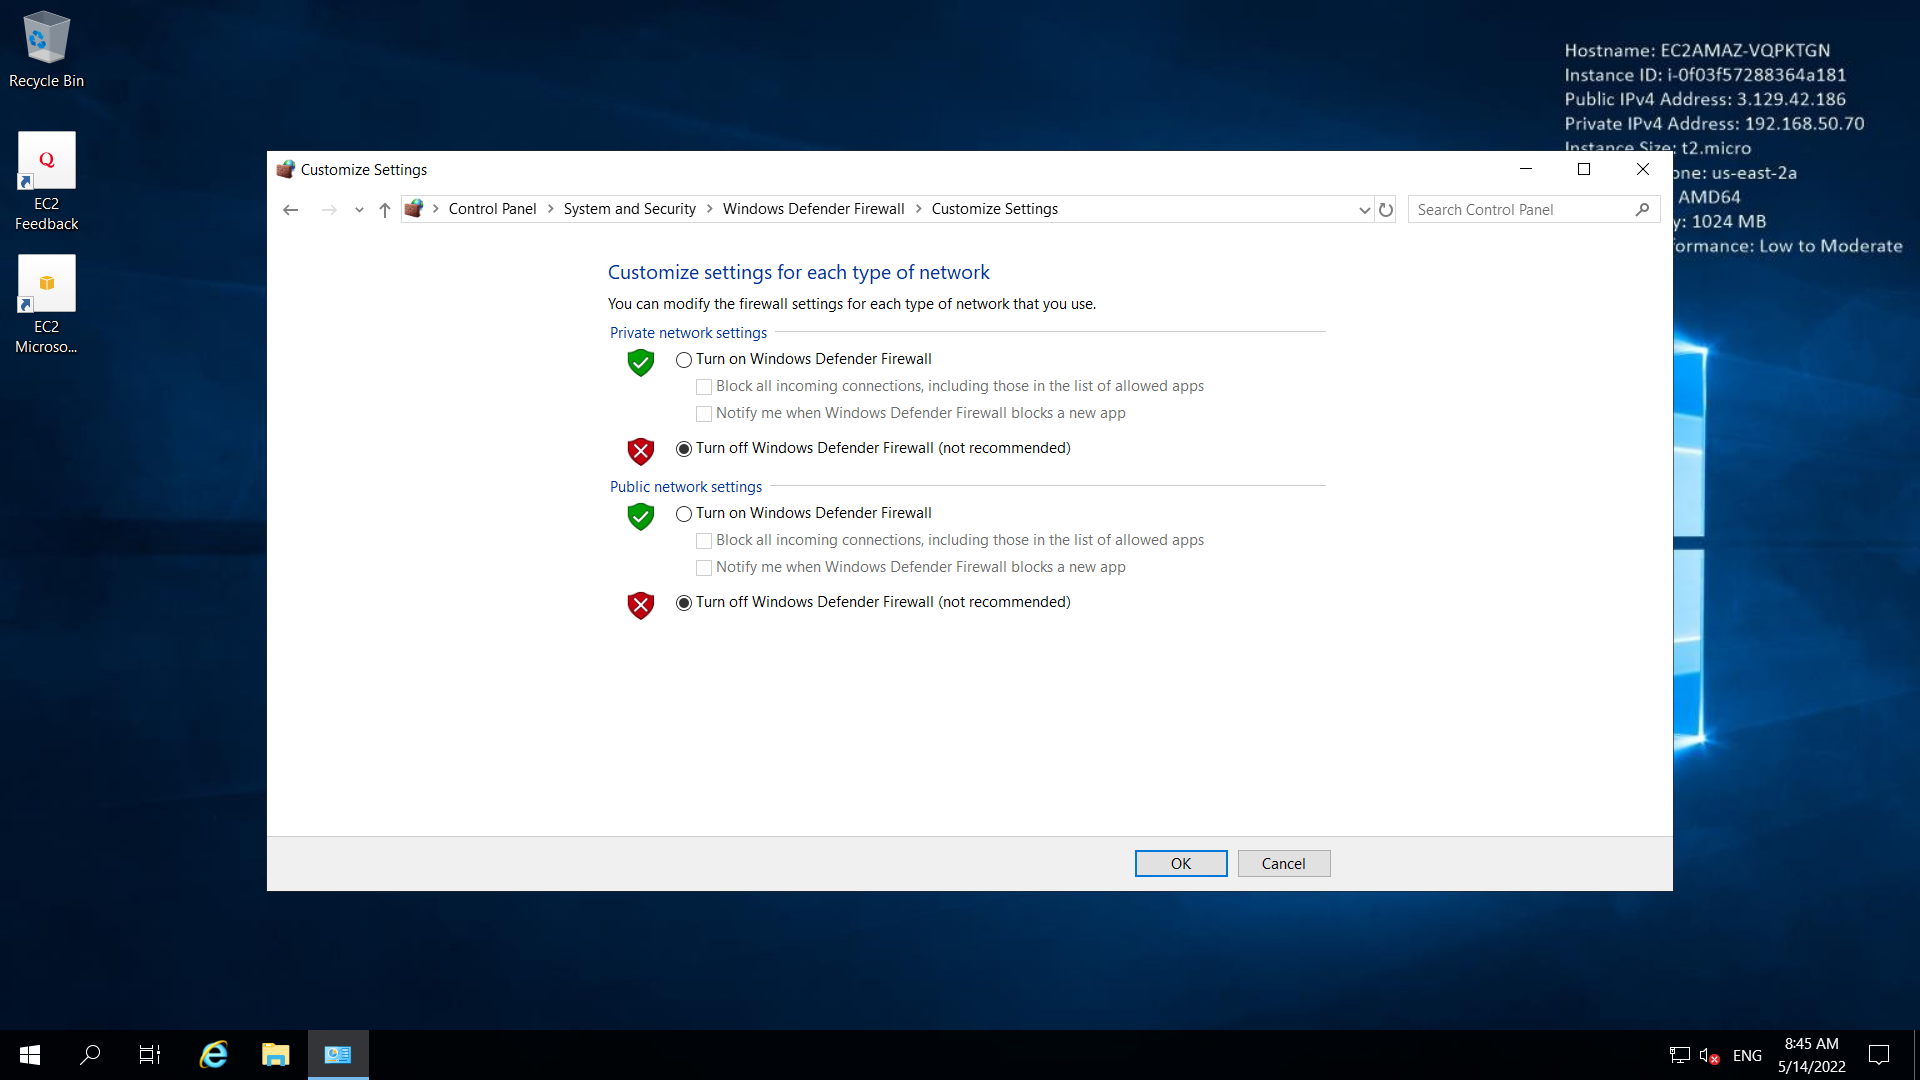 Recycle Bin
EC2
Feedback
EC2
Microso...
Hostname: EC2AMAZ-VQPKTGN
Instance ID: i-0f03f57288364a181
Public IPv4 Address: 3.129.42.186
Private IPv4 Address: 192.168.50.70
Instance Size: t2.micro
one: us-east-2a
AMD64
y: 1024 MB
formance: Low to Moderate
Customize Settings
Control Panel
System and Security
Windows Defender Firewall
Customize Settings
Search Control Panel
Customize settings for each type of network
You can modify the firewall settings for each type of network that you use.
Private network settings
Turn on Windows Defender Firewall
Block all incoming connections, including those in the list of allowed apps
Notify me when Windows Defender Firewall blocks a new app
Turn off Windows Defender Firewall (not recommended)
Public network settings
Turn on Windows Defender Firewall
Block all incoming connections, including those in the list of allowed apps
Notify me when Windows Defender Firewall blocks a new app
Turn off Windows Defender Firewall (not recommended)
OK
Cancel
ENG
8:45 AM
5/14/2022